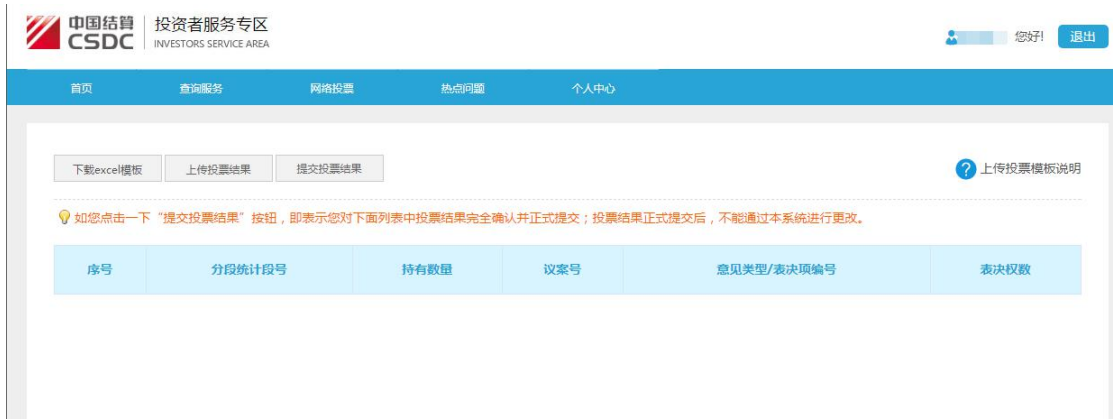 中国结算 投资者服务专区
CSDC INVESTORS SERVICE AREA
您好! 退出
首页 查询服务 网络投票 热点问题 个人中心
下载excel模板 上传投票结果 提交投票结果 ? 上传投票模板说明
如您点击一下“提交投票结果”按钮，即表示您对下面列表中投票结果完全确认并正式提交；投票结果正式提交后，不能通过本系统进行更改。
序号 分段统计段号 持有数量 议案号 意见类型/表决项编号 表决权数